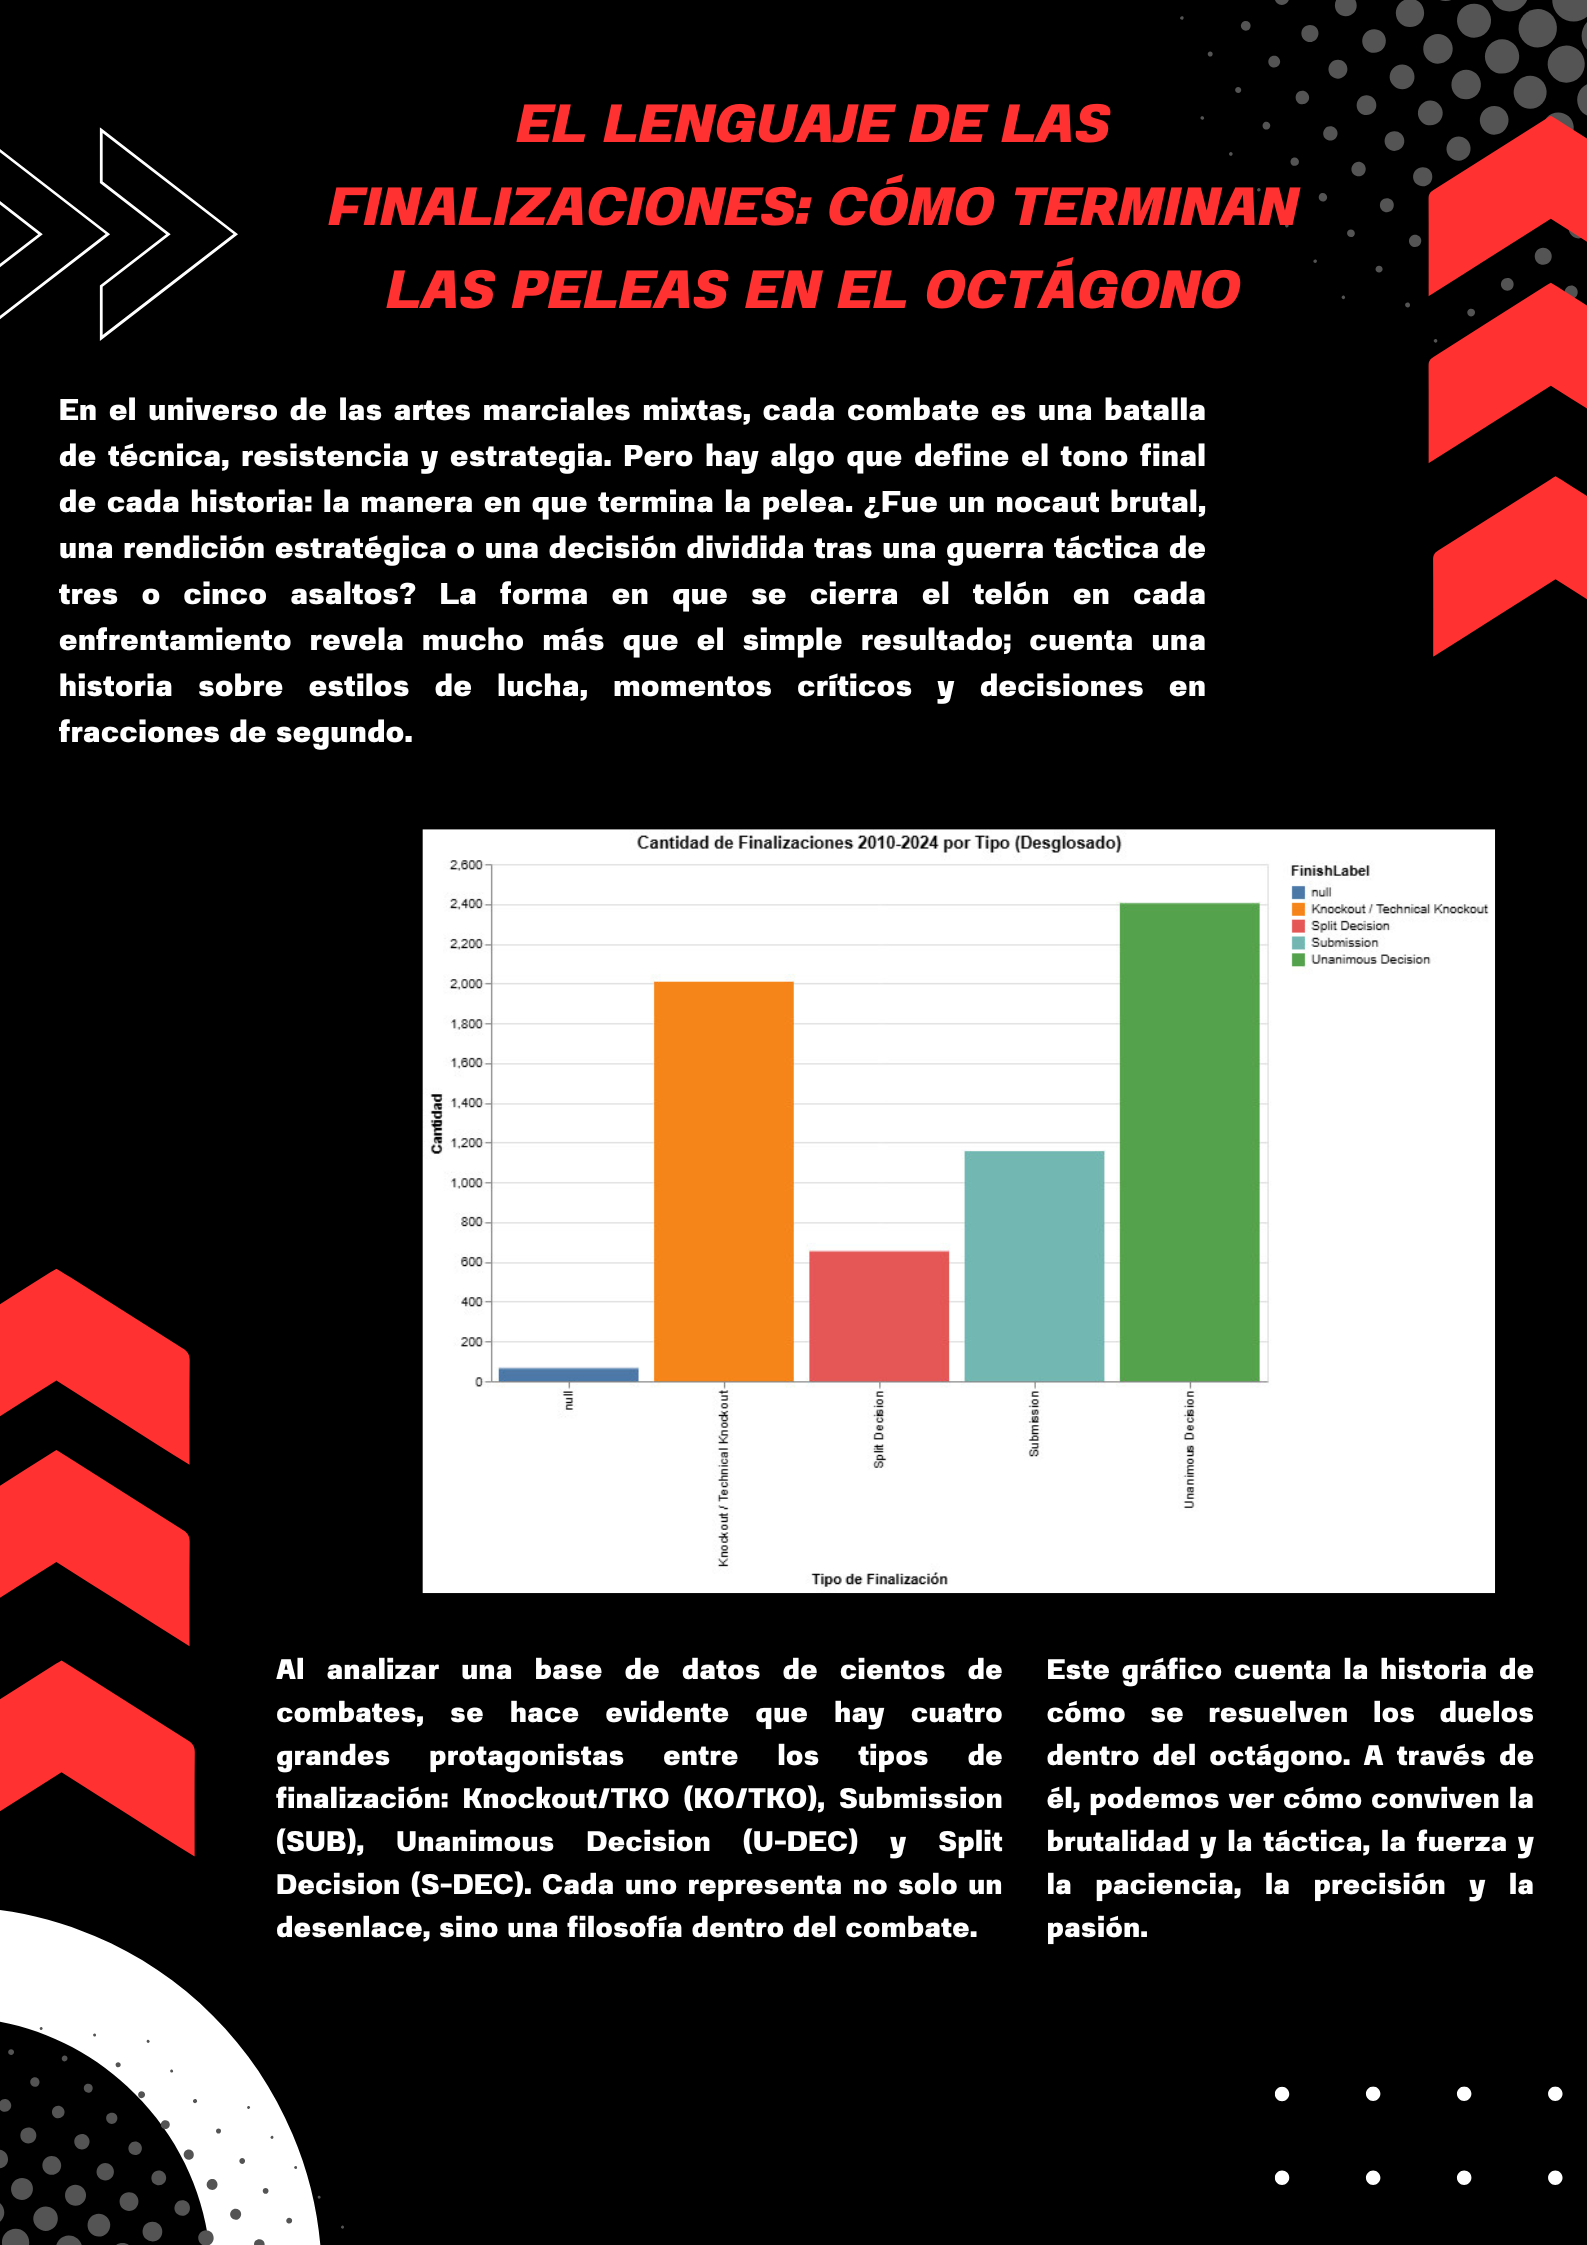 EL LENGUAJE DE LAS
FINALIZACIONES: CÓMO TERMINAN
LAS PELEAS EN EL OCTÁGONO
En el universo de las artes marciales mixtas, cada combate es una batalla
de técnica, resistencia y estrategia. Pero hay algo que define el tono final
de cada historia: la manera en que termina la pelea. ¿Fue un nocaut brutal,
una rendición estratégica o una decisión dividida tras una guerra táctica de
tres o cinco asaltos? La forma en que se cierra el telón en cada
enfrentamiento revela mucho más que el simple resultado; cuenta una
historia sobre estilos de lucha, momentos críticos y decisiones en
fracciones de segundo.
Cantidad de Finalizaciones 2010-2024 por Tipo (Desglosado)
Cantidad
2,600
2,400
2,200
2,000
1,800
1,600
1,400
1,200
1,000
800
600
400
200
0
null
Knockout / Technical Knockout
Split Decision
Submission
Unanimous Decision
Tipo de Finalización
FinishLabel
null
Knockout / Technical Knockout
Split Decision
Submission
Unanimous Decision
Al analizar una base de datos de cientos de
combates, se hace evidente que hay cuatro
grandes protagonistas entre los tipos de
finalización: Knockout/TKO (KO/TKO), Submission
(SUB), Unanimous Decision (U-DEC) y Split
Decision (S-DEC). Cada uno representa no solo un
desenlace, sino una filosofía dentro del combate.
Este gráfico cuenta la historia de
cómo se resuelven los duelos
dentro del octágono. A través de
él, podemos ver cómo conviven la
brutalidad y la táctica, la fuerza y
la paciencia, la precisión y la
pasión.